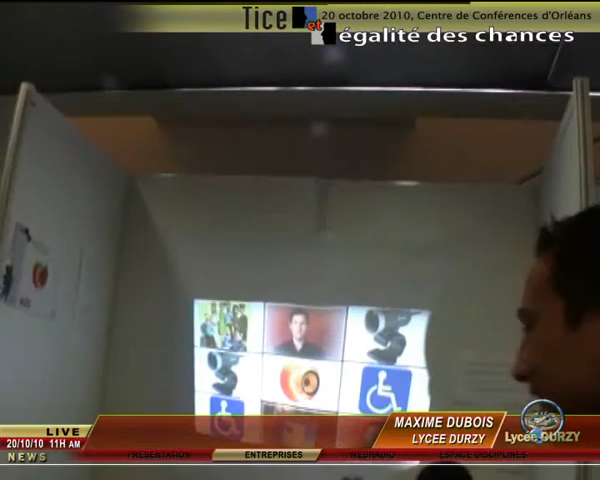 Tice et
20 octobre 2010, Centre de Conférences d'Orléans
égalité des chances
LIVE
20/10/10 11H AM
NEWS
MAXIME DUBOIS
LYCEE DURZY
Lycée DURZY
PRESENTATION ENTREPRISES WEBRADIO ESPACE DISCIPLINES